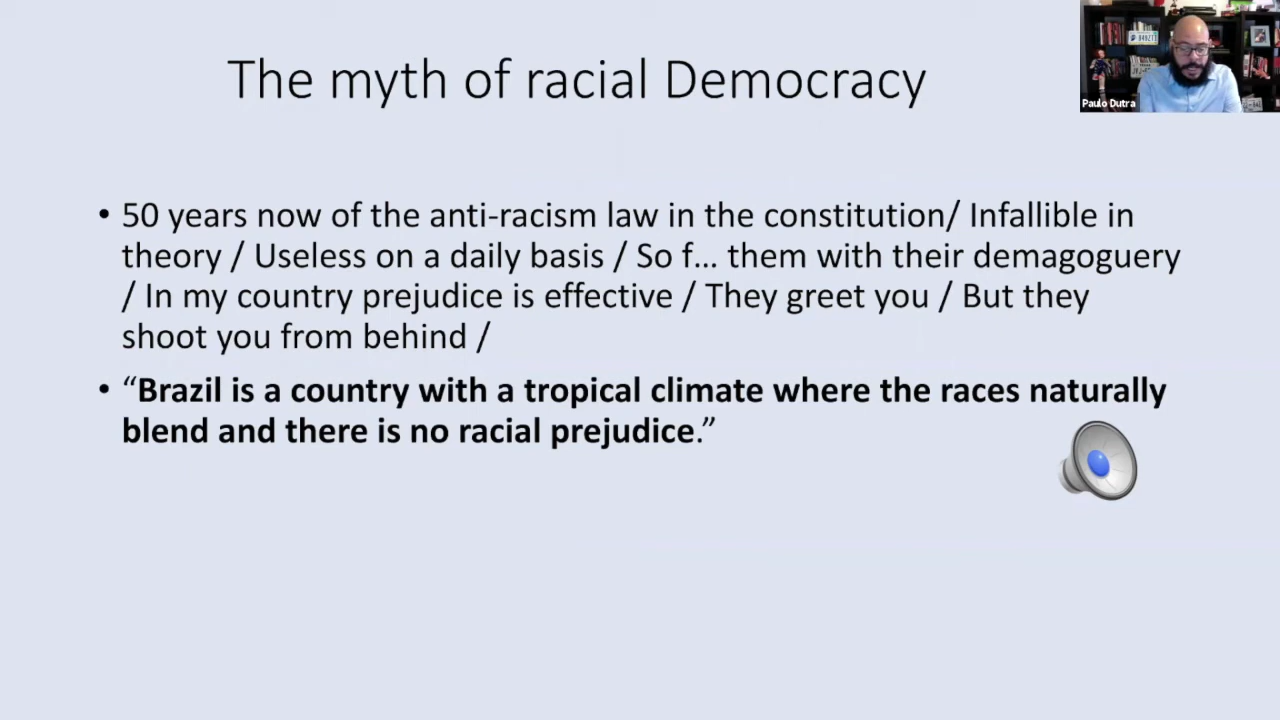 The myth of racial Democracy
Paulo Dutra
• 50 years now of the anti-racism law in the constitution/ Infallible in
theory / Useless on a daily basis / So f... them with their demagoguery
/ In my country prejudice is effective / They greet you / But they
shoot you from behind /
• “Brazil is a country with a tropical climate where the races naturally
blend and there is no racial prejudice.”